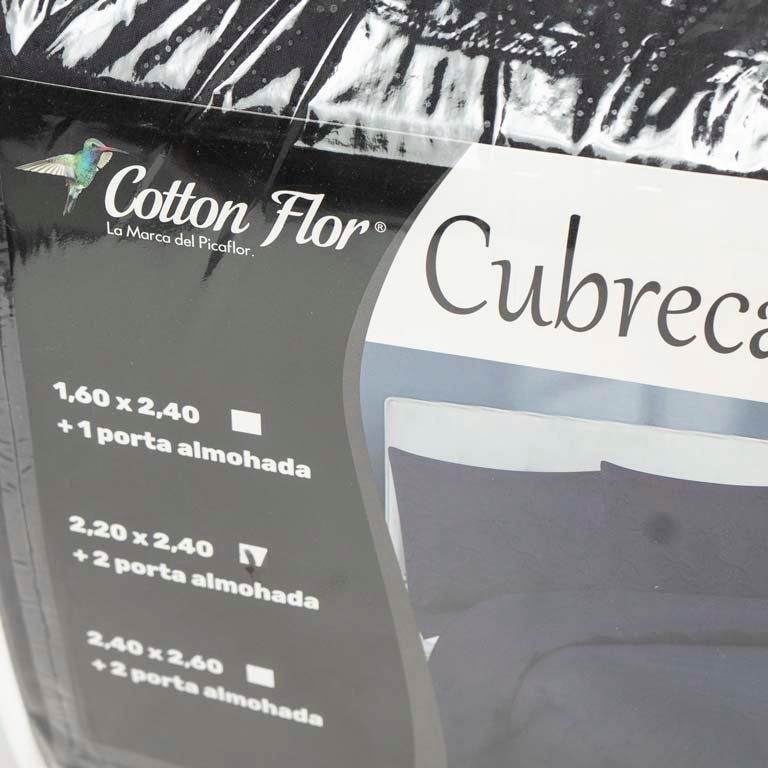 Cotton Flor®
La Marca del Picaflor.
Cubreca
1,60 x 2,40
+ 1 porta almohada
2,20 x 2,40
+ 2 porta almohada
2,40 x 2,60
+ 2 porta almohada